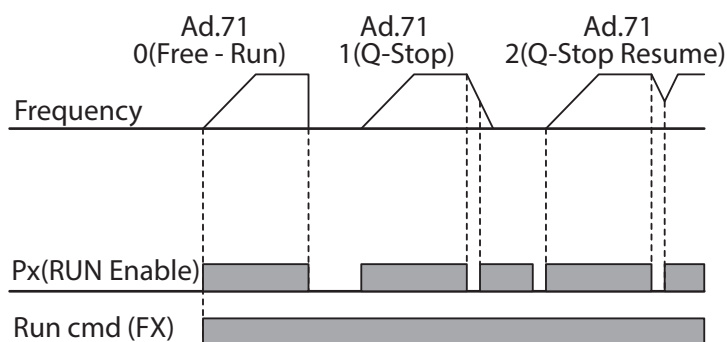 Ad.71
0(Free - Run)
Ad.71
1(Q-Stop)
Ad.71
2(Q-Stop Resume)
Frequency
Px(RUN Enable)
Run cmd (FX)